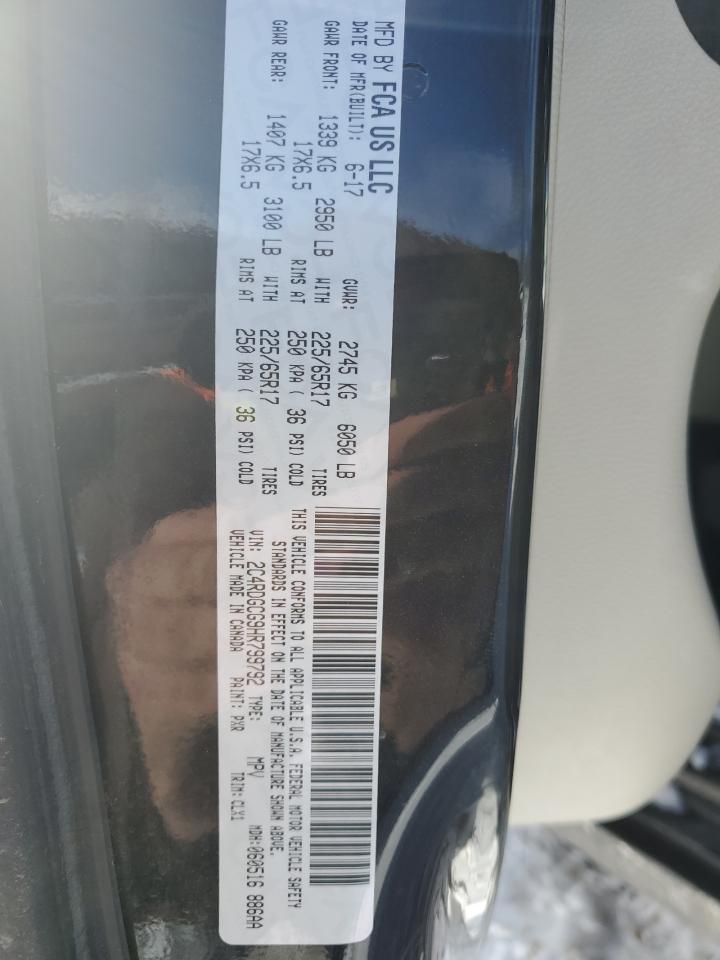 MFD BY FCA US LLC
DATE OF MFR(BUILT): 6-17 GVWR: 2745 KG 6050 LB
GAWR FRONT: 1339 KG 2950 LB WITH 225/65R17 TIRES
17X6.5 RIMS AT 250 KPA ( 36 PSI) COLD
GAWR REAR: 1407 KG 3100 LB WITH 225/65R17 TIRES
17X6.5 RIMS AT 250 KPA ( 36 PSI) COLD
THIS VEHICLE CONFORMS TO ALL APPLICABLE U.S.A. FEDERAL MOTOR VEHICLE SAFETY
STANDARDS IN EFFECT ON THE DATE OF MANUFACTURE SHOWN ABOVE.
VIN: 2C4RDGCG9HR799792 TYPE: MPV MDH:060516 886AA
VEHICLE MADE IN CANADA PAINT: PXR TRIM:CLX1